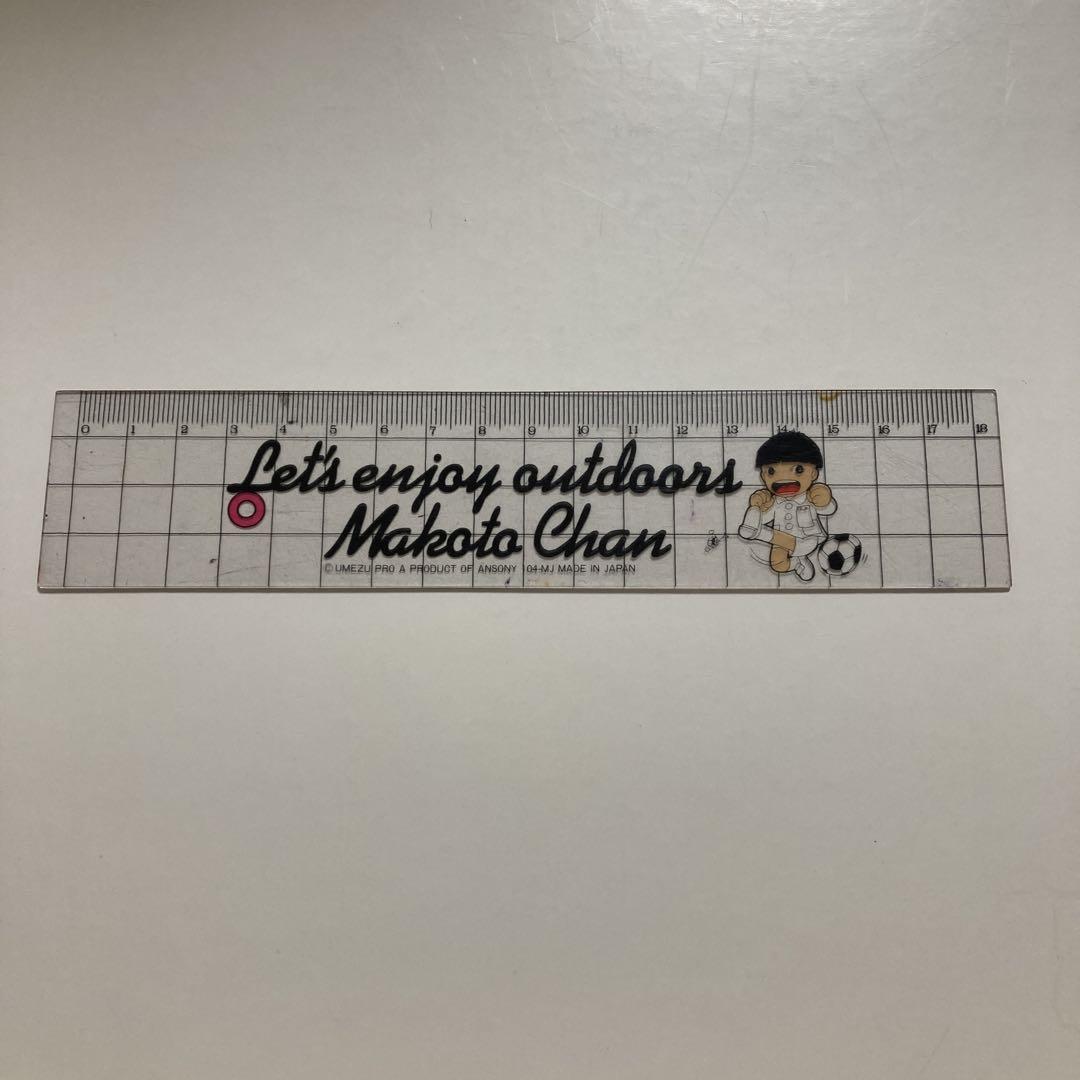 0 1 2 3 4 5 6 7 8 9 10 11 12 13 14 15 16 17 18
Let's enjoy outdoors
Makoto Chan
© UMEZU PRO A PRODUCT OF ANSONY 104-MJ MADE IN JAPAN